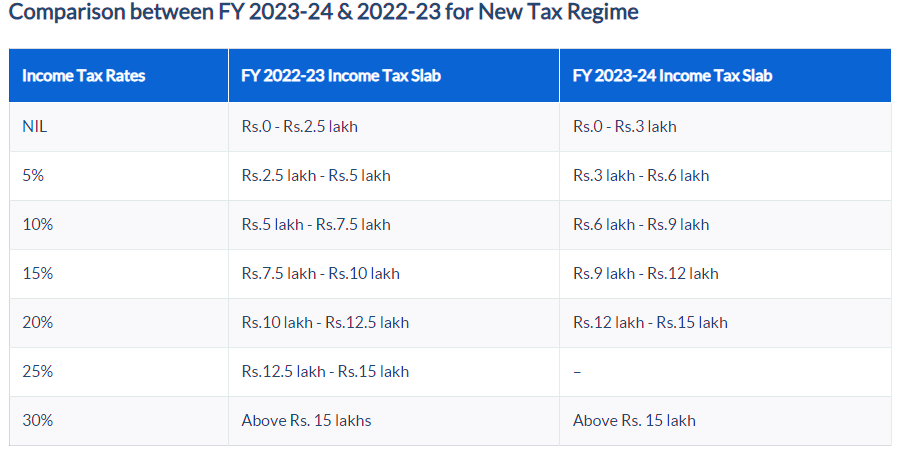 Comparison between FY 2023-24 & 2022-23 for New Tax Regime
Income Tax Rates FY 2022-23 Income Tax Slab FY 2023-24 Income Tax Slab
NIL Rs.0 - Rs.2.5 lakh Rs.0 - Rs.3 lakh
5% Rs.2.5 lakh - Rs.5 lakh Rs.3 lakh - Rs.6 lakh
10% Rs.5 lakh - Rs.7.5 lakh Rs.6 lakh - Rs.9 lakh
15% Rs.7.5 lakh - Rs.10 lakh Rs.9 lakh - Rs.12 lakh
20% Rs.10 lakh - Rs.12.5 lakh Rs.12 lakh - Rs.15 lakh
25% Rs.12.5 lakh - Rs.15 lakh –
30% Above Rs. 15 lakhs Above Rs. 15 lakh